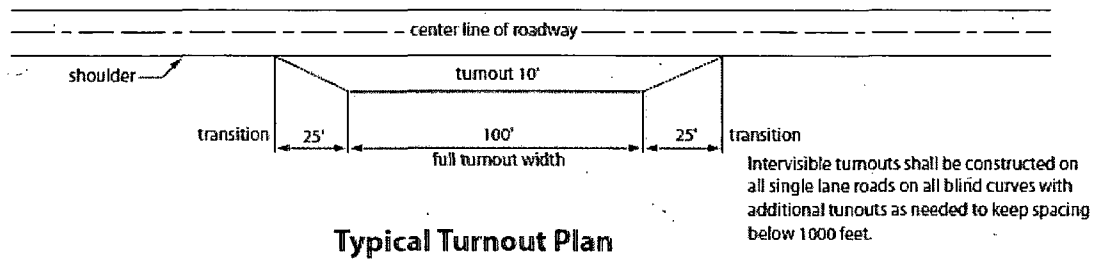 center line of roadway
shoulder
turnout 10'
transition 25' 100' 25' transition
full turnout width
Intervisible turnouts shall be constructed on
all single lane roads on all blind curves with
additional tunouts as needed to keep spacing
below 1000 feet.
Typical Turnout Plan